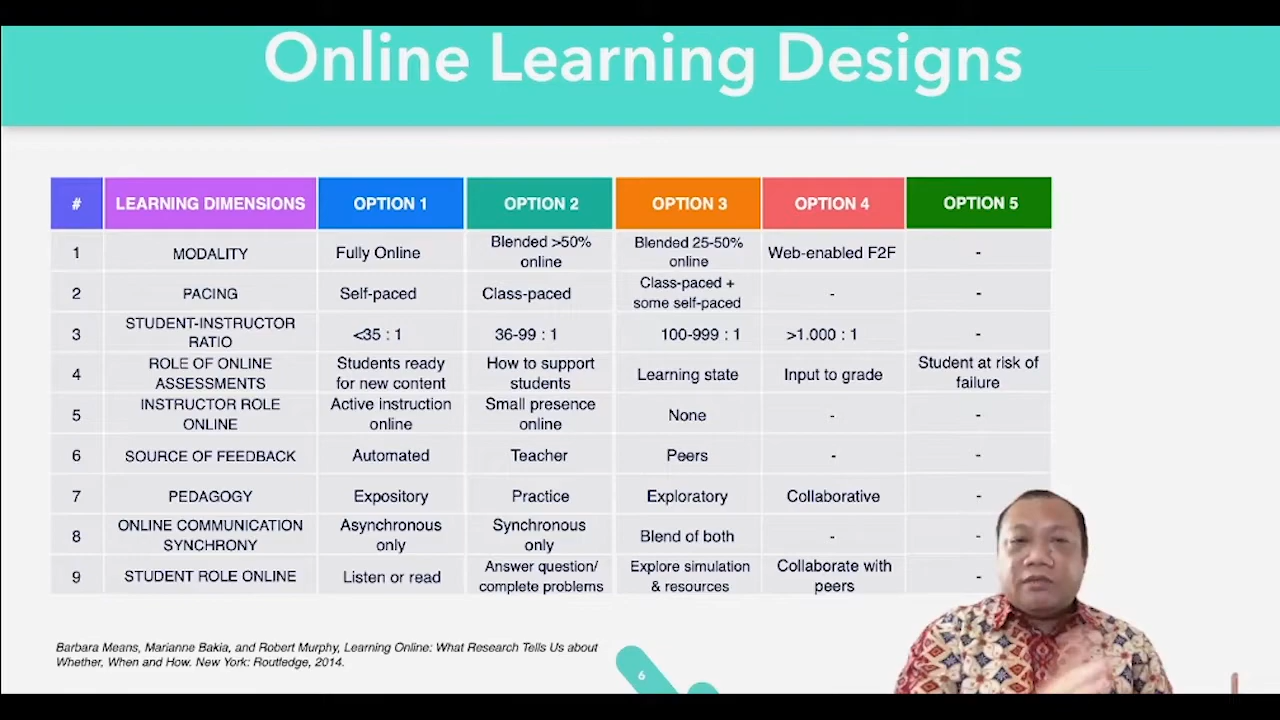 Online Learning Designs
# LEARNING DIMENSIONS OPTION 1 OPTION 2 OPTION 3 OPTION 4 OPTION 5
1 MODALITY Fully Online Blended >50% online Blended 25-50% online Web-enabled F2F -
2 PACING Self-paced Class-paced Class-paced + some self-paced - -
3 STUDENT-INSTRUCTOR RATIO <35 : 1 36-99 : 1 100-999 : 1 >1.000 : 1 -
4 ROLE OF ONLINE ASSESSMENTS Students ready for new content How to support students Learning state Input to grade Student at risk of failure
5 INSTRUCTOR ROLE ONLINE Active instruction online Small presence online None - -
6 SOURCE OF FEEDBACK Automated Teacher Peers - -
7 PEDAGOGY Expository Practice Exploratory Collaborative -
8 ONLINE COMMUNICATION SYNCHRONY Asynchronous only Synchronous only Blend of both - -
9 STUDENT ROLE ONLINE Listen or read Answer question/ complete problems Explore simulation & resources Collaborate with peers -
Barbara Means, Marianne Bakia, and Robert Murphy, Learning Online: What Research Tells Us about
Whether, When and How. New York: Routledge, 2014.
6